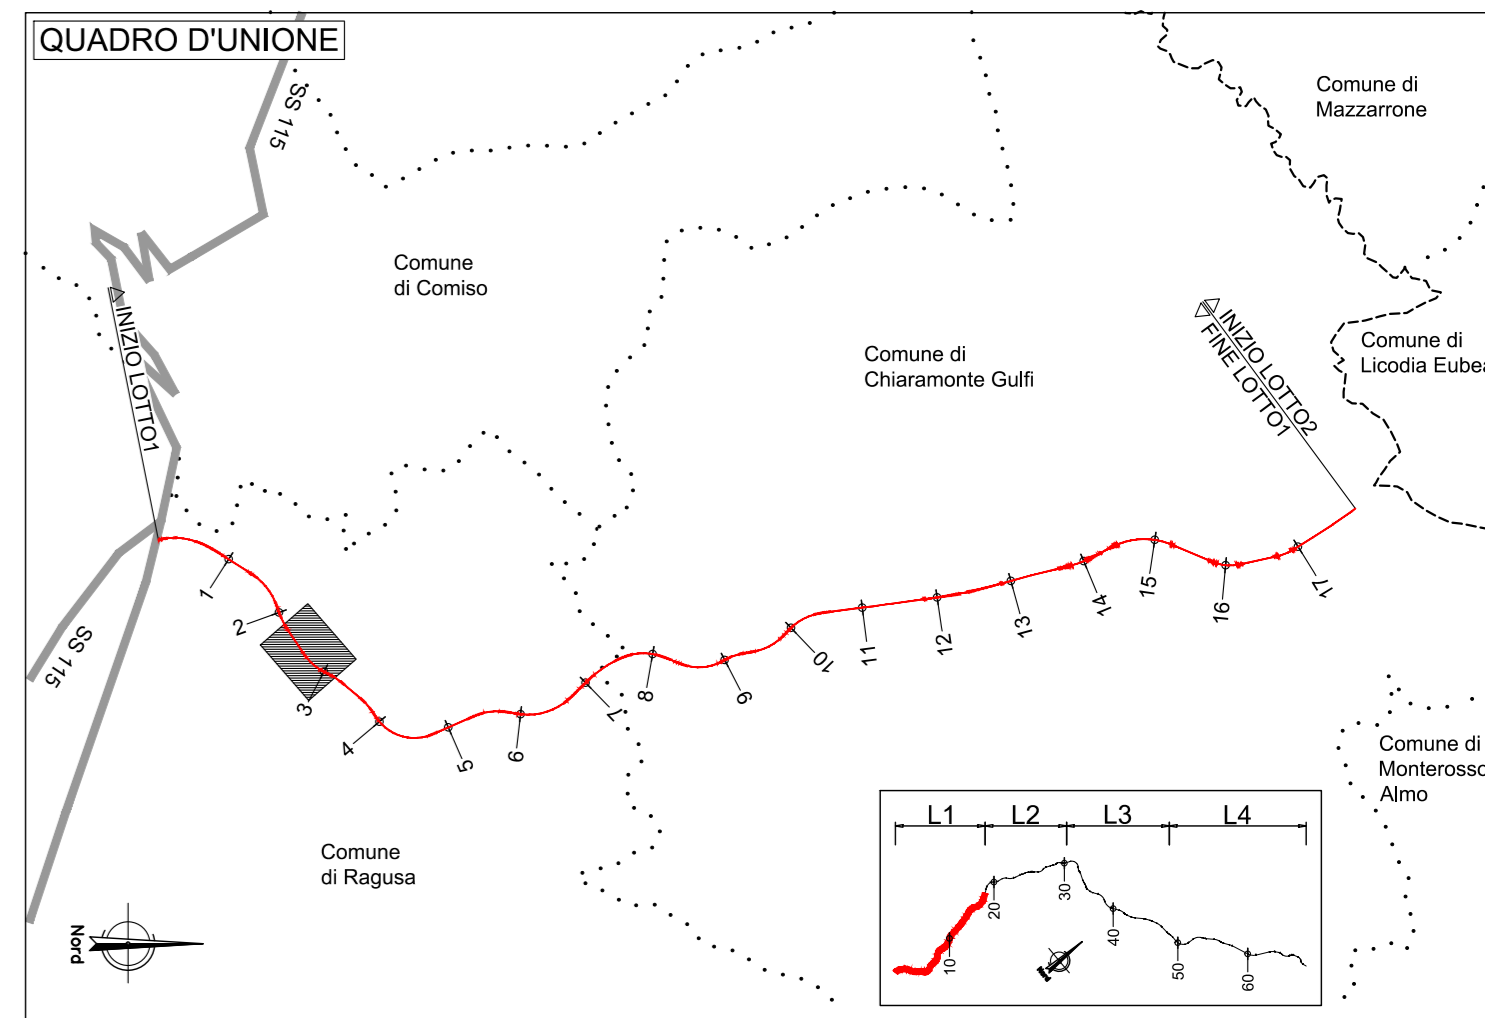 QUADRO D'UNIONE
SS 115
Comune di
Mazzarrone
Comune
di Comiso
INIZIO LOTTO1
Comune di
Chiaramonte Gulfi
INIZIO LOTTO2
FINE LOTTO1
Comune di
Licodia Eubea
1
2
3
4
5
6
7
8
9
10
11
12
13
14
15
16
17
SS 115
Comune di
Monterosso
Almo
Comune
di Ragusa
Nord
L1 L2 L3 L4
10
20
30
40
50
60
Nord